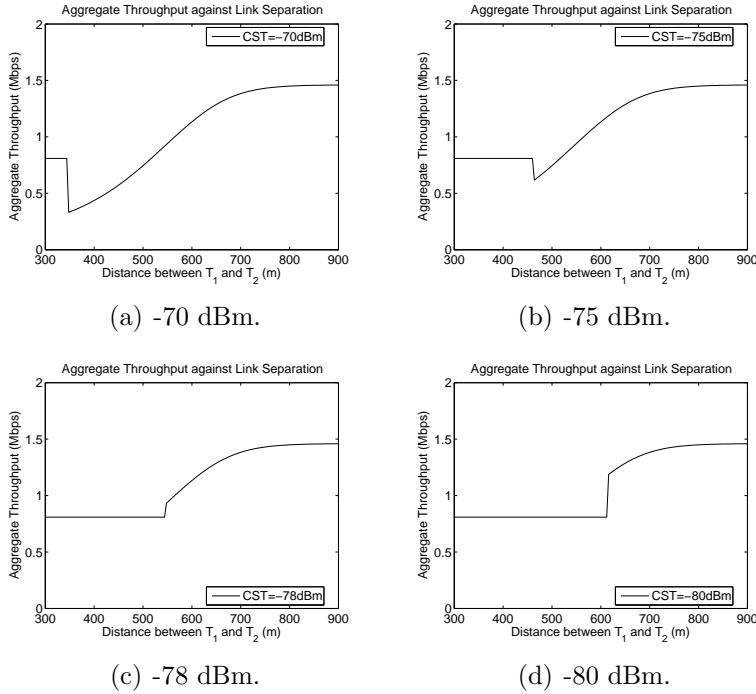 Aggregate Throughput against Link Separation
CST=−70dBm
Aggregate Throughput (Mbps)
2
1.5
1
0.5
0
300 400 500 600 700 800 900
Distance between T1 and T2 (m)
(a) -70 dBm.
Aggregate Throughput against Link Separation
CST=−75dBm
Aggregate Throughput (Mbps)
2
1.5
1
0.5
0
300 400 500 600 700 800 900
Distance between T1 and T2 (m)
(b) -75 dBm.
Aggregate Throughput against Link Separation
Aggregate Throughput (Mbps)
2
1.5
1
0.5
0
CST=−78dBm
300 400 500 600 700 800 900
Distance between T1 and T2 (m)
(c) -78 dBm.
Aggregate Throughput against Link Separation
Aggregate Throughput (Mbps)
2
1.5
1
0.5
0
CST=−80dBm
300 400 500 600 700 800 900
Distance between T1 and T2 (m)
(d) -80 dBm.